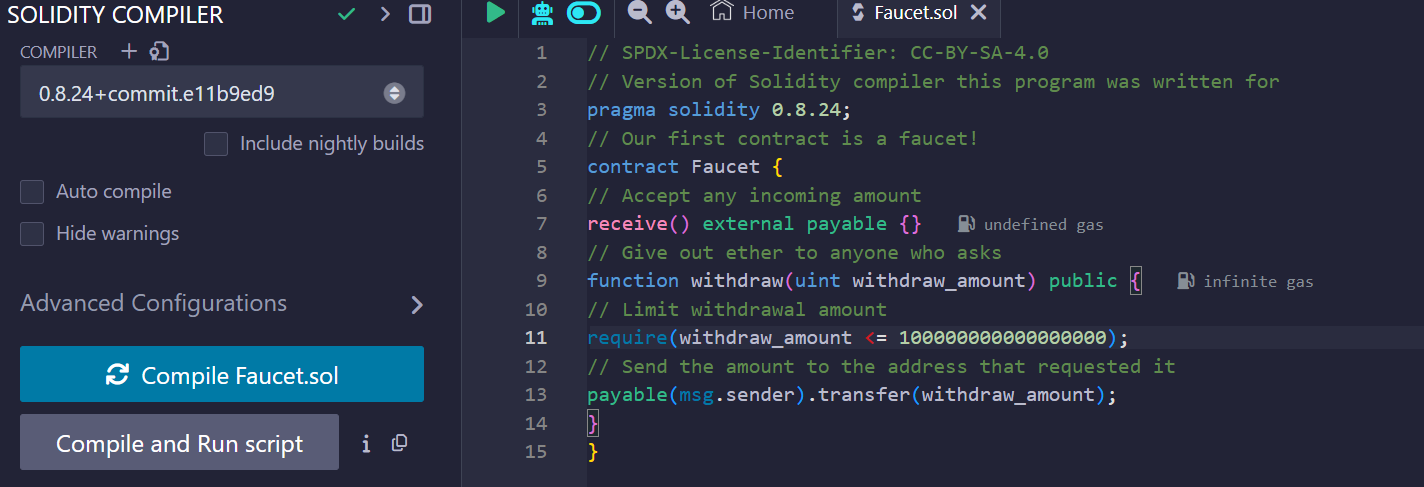 SOLIDITY COMPILER
COMPILER
0.8.24+commit.e11b9ed9
Include nightly builds
Auto compile
Hide warnings
Advanced Configurations
Compile Faucet.sol
Compile and Run script
Home
Faucet.sol
1 // SPDX-License-Identifier: CC-BY-SA-4.0
2 // Version of Solidity compiler this program was written for
3 pragma solidity 0.8.24;
4 // Our first contract is a faucet!
5 contract Faucet {
6 // Accept any incoming amount
7 receive() external payable {} undefined gas
8 // Give out ether to anyone who asks
9 function withdraw(uint withdraw_amount) public { infinite gas
10 // Limit withdrawal amount
11 require(withdraw_amount <= 100000000000000000);
12 // Send the amount to the address that requested it
13 payable(msg.sender).transfer(withdraw_amount);
14 }
15 }